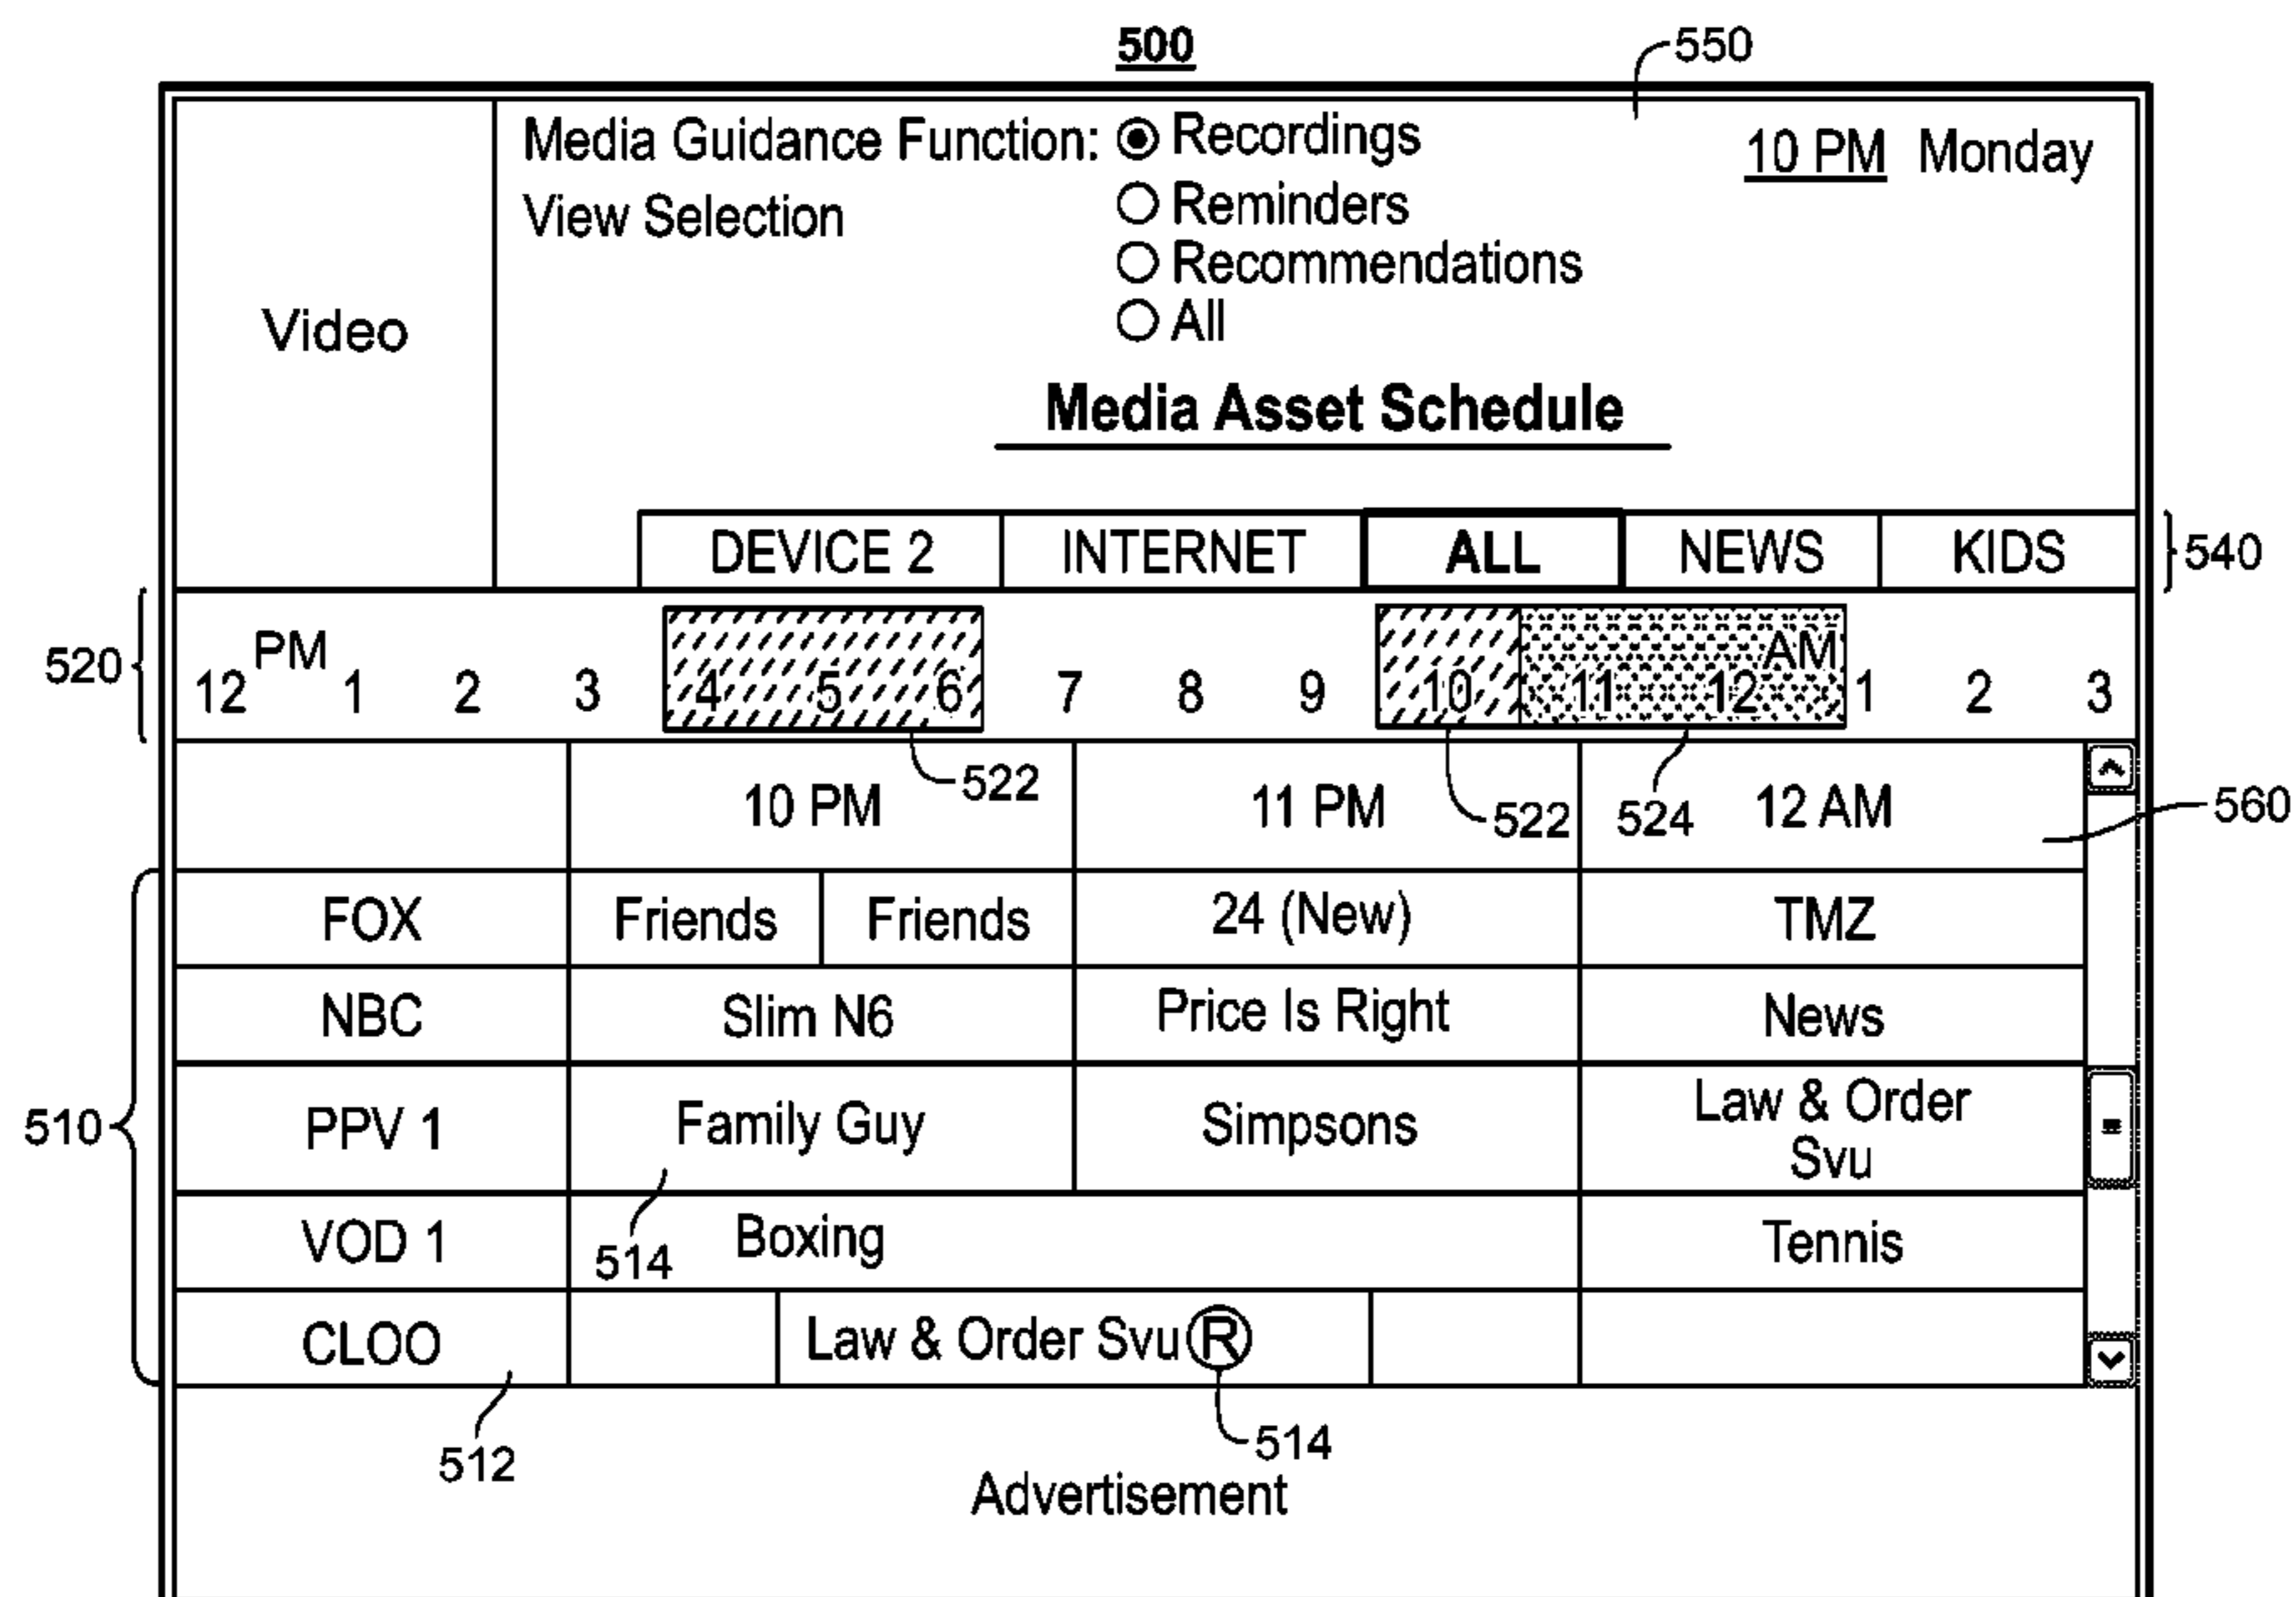 500
550
Media Guidance Function: Recordings
10 PM Monday
View Selection
Reminders
Recommendations
All
Video
Media Asset Schedule
DEVICE 2 INTERNET ALL NEWS KIDS
540
520
PM AM
12 1 2 3 4 5 6 7 8 9 10 11 12 1 2 3
522
10 PM 11 PM 12 AM
522 524
560
FOX Friends Friends 24 (New) TMZ
NBC Slim N6 Price Is Right News
510
PPV 1 Family Guy Simpsons Law & Order Svu
VOD 1 Boxing Tennis
514
CLOO Law & Order Svu Ⓡ
512
514
Advertisement